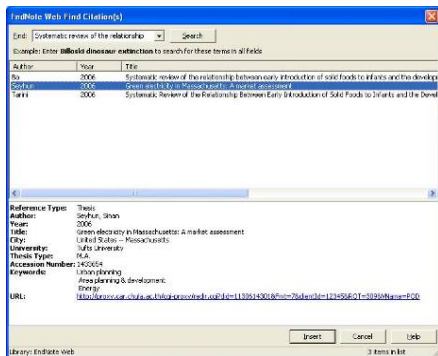 EndNote Web Find Citation(s)
Find: Systematic review of the relationship Search
Example: Enter Billoski dinosaur extinction to search for these terms in all fields
Author Year Title
Ba 2006 Systematic review of the relationship between early introduction of solid foods to infants and the develop
Seyhun 2006 Green electricity in Massachusetts: A market assessment
Tarini 2006 Systematic Review of the Relationship Between Early Introduction of Solid Foods to Infants and the Devel
Reference Type: Thesis
Author: Seyhun, Sinan
Year: 2006
Title: Green electricity in Massachusetts: A market assessment
City: United States -- Massachusetts
University: Tufts University
Thesis Type: M.A.
Accession Number: 1433654
Keywords: Urban planning
Area planning & development
Energy
URL:
Insert Cancel Help
Library: EndNote Web 3 items in list